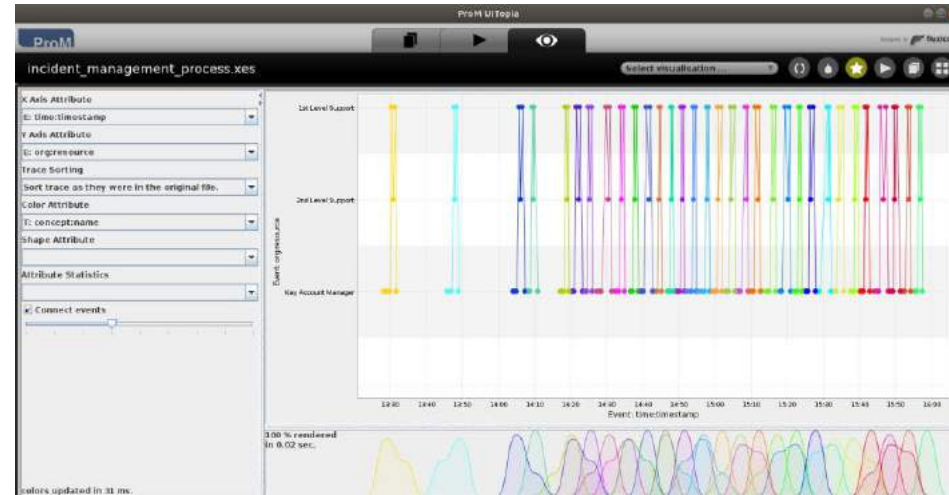 ProM UITopia
ProM
incident_management_process.xes
Select visualisation...
X Axis Attribute
E: time:timestamp
Y Axis Attribute
E: org:resource
Trace Sorting
Sort trace as they were in the original file.
Color Attribute
T: concept:name
Shape Attribute
Attribute Statistics
Connect events
colors updated in 31 ms.
1st Level Support
2nd Level Support
Key Account Manager
Event: org:resource
13:30 13:40 13:50 14:00 14:10 14:20 14:30 14:40 14:50 15:00 15:10 15:20 15:30 15:40 15:50 16:00
Event: time:timestamp
100 % rendered
in 0.02 sec.